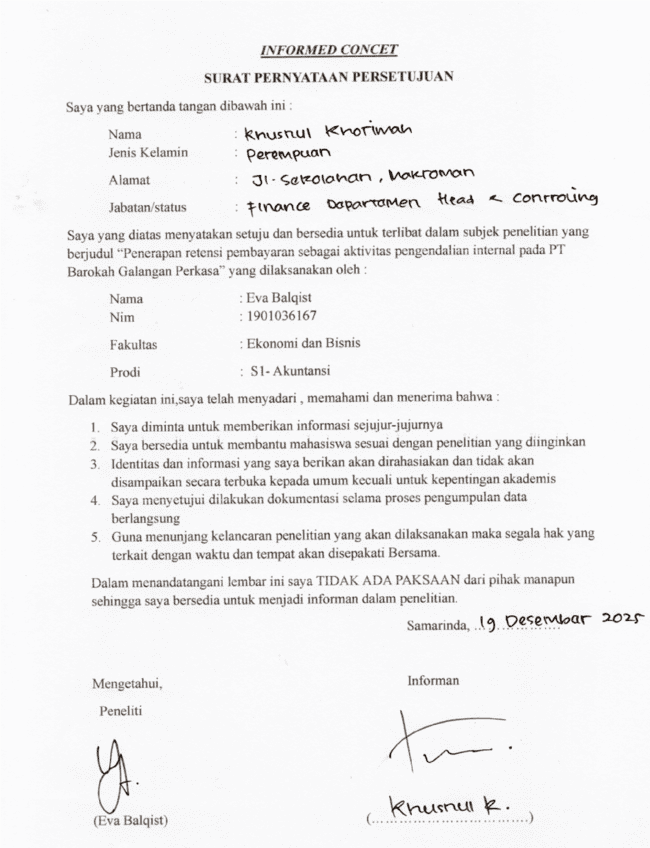 INFORMED CONCET
SURAT PERNYATAAN PERSETUJUAN
Saya yang bertanda tangan dibawah ini :
Nama : Khusnul Khotimah
Jenis Kelamin : Perempuan
Alamat : Jl. Sekolahan, Makroman
Jabatan/status : Finance Departemen Head & Controling
Saya yang diatas menyatakan setuju dan bersedia untuk terlibat dalam subjek penelitian yang
berjudul “Penerapan retensi pembayaran sebagai aktivitas pengendalian internal pada PT
Barokah Galangan Perkasa” yang dilaksanakan oleh :
Nama : Eva Balqist
Nim : 1901036167
Fakultas : Ekonomi dan Bisnis
Prodi : S1- Akuntansi
Dalam kegiatan ini,saya telah menyadari , memahami dan menerima bahwa :
1. Saya diminta untuk memberikan informasi sejujur-jujurnya
2. Saya bersedia untuk membantu mahasiswa sesuai dengan penelitian yang diinginkan
3. Identitas dan informasi yang saya berikan akan dirahasiakan dan tidak akan
disampaikan secara terbuka kepada umum kecuali untuk kepentingan akademis
4. Saya menyetujui dilakukan dokumentasi selama proses pengumpulan data
berlangsung
5. Guna menunjang kelancaran penelitian yang akan dilaksanakan maka segala hak yang
terkait dengan waktu dan tempat akan disepakati Bersama.
Dalam menandatangani lembar ini saya TIDAK ADA PAKSAAN dari pihak manapun
sehingga saya bersedia untuk menjadi informan dalam penelitian.
Samarinda, 19 Desember 2025
Mengetahui,
Informan
Peneliti
(Eva Balqist)
(Khusnul K.)